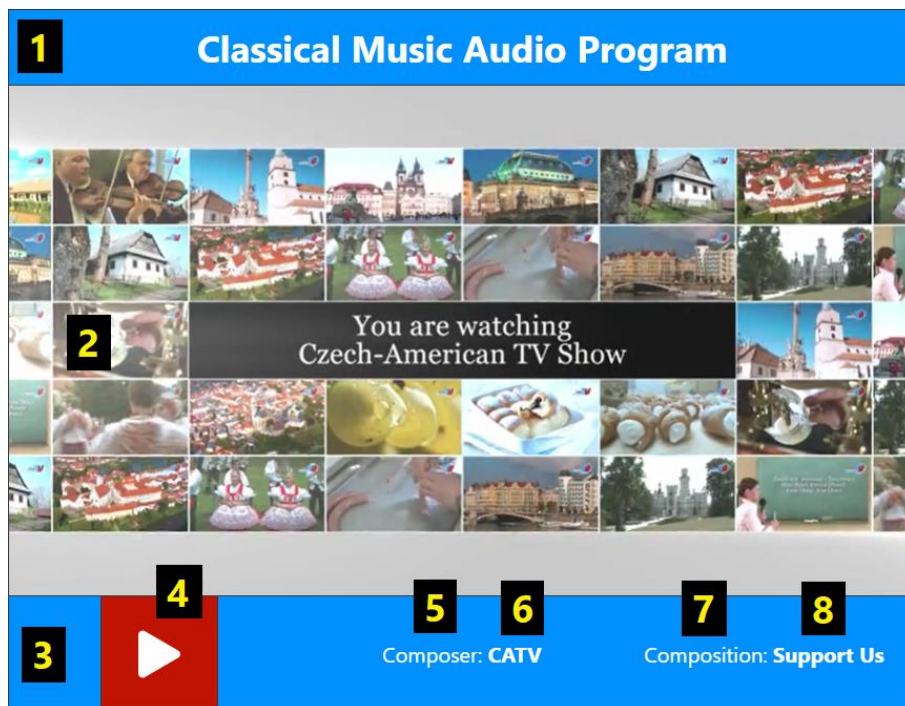 1
Classical Music Audio Program
You are watching
Czech-American TV Show
2
3
4
5
6
7
8
Composer: CATV
Composition: Support Us